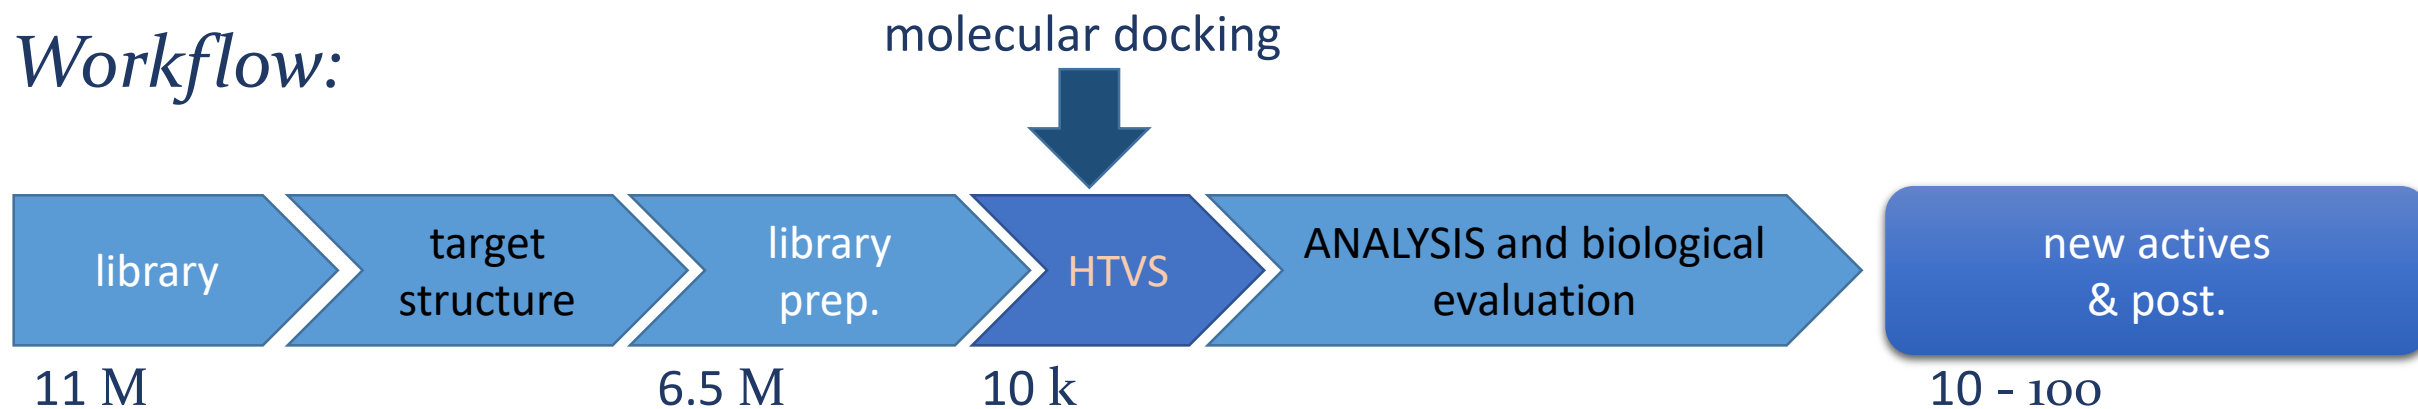 Workflow:
molecular docking
library
target
structure
library
prep.
HTVS
ANALYSIS and biological
evaluation
new actives
& post.
11 M
6.5 M
10 k
10 - 100